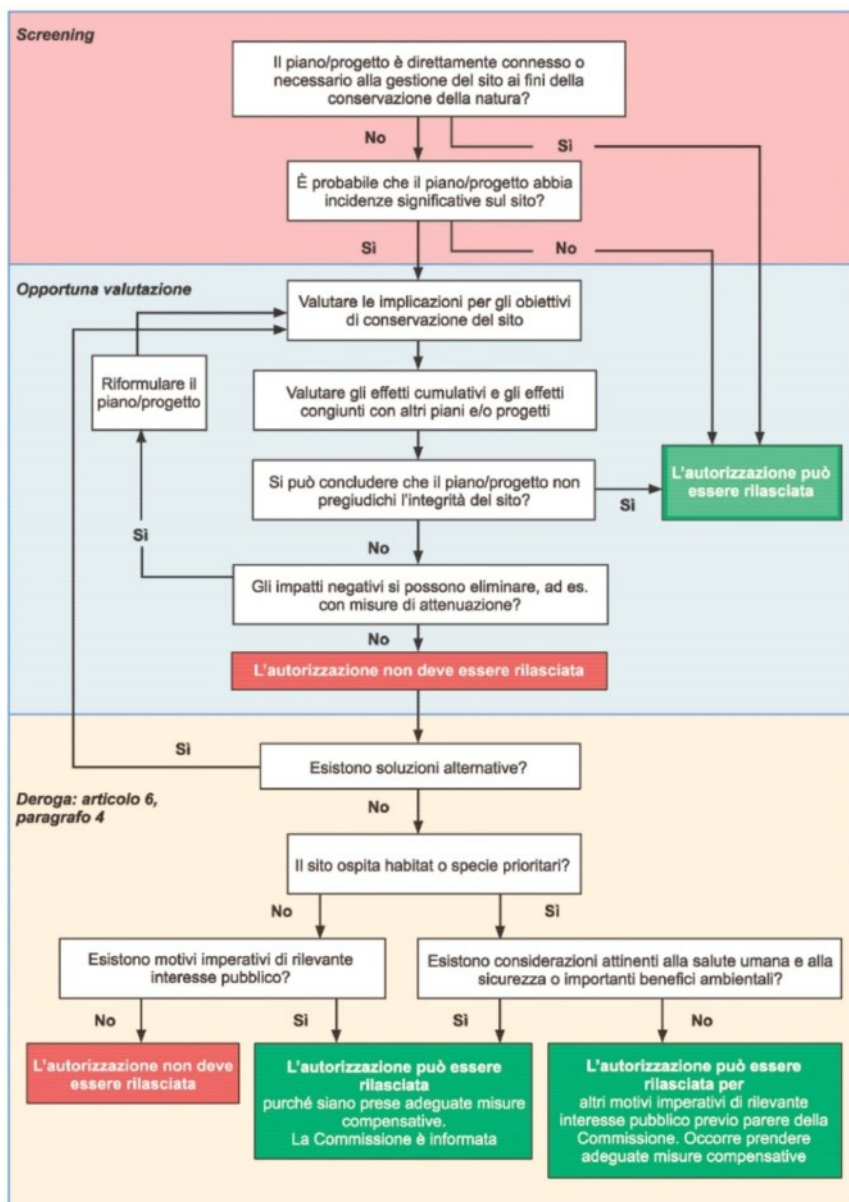 Screening
Il piano/progetto è direttamente connesso o
necessario alla gestione del sito ai fini della
conservazione della natura?
No
Sì
È probabile che il piano/progetto abbia
incidenze significative sul sito?
Sì
No
Opportuna valutazione
Valutare le implicazioni per gli obiettivi
di conservazione del sito
Riformulare il
piano/progetto
Valutare gli effetti cumulativi e gli effetti
congiunti con altri piani e/o progetti
L'autorizzazione può
essere rilasciata
Si può concludere che il piano/progetto non
pregiudichi l'integrità del sito?
Sì
Sì
No
Gli impatti negativi si possono eliminare, ad es.
con misure di attenuazione?
No
L'autorizzazione non deve essere rilasciata
Sì
Esistono soluzioni alternative?
Deroga: articolo 6,
paragrafo 4
No
Il sito ospita habitat o specie prioritari?
No
Sì
Esistono motivi imperativi di rilevante
interesse pubblico?
Esistono considerazioni attinenti alla salute umana e alla
sicurezza o importanti benefici ambientali?
No
Sì
Sì
No
L'autorizzazione non deve
essere rilasciata
L'autorizzazione può essere
rilasciata
purché siano prese adeguate misure
compensative.
La Commissione è informata
L'autorizzazione può essere
rilasciata per
altri motivi imperativi di rilevante
interesse pubblico previo parere della
Commissione. Occorre prendere
adeguate misure compensative